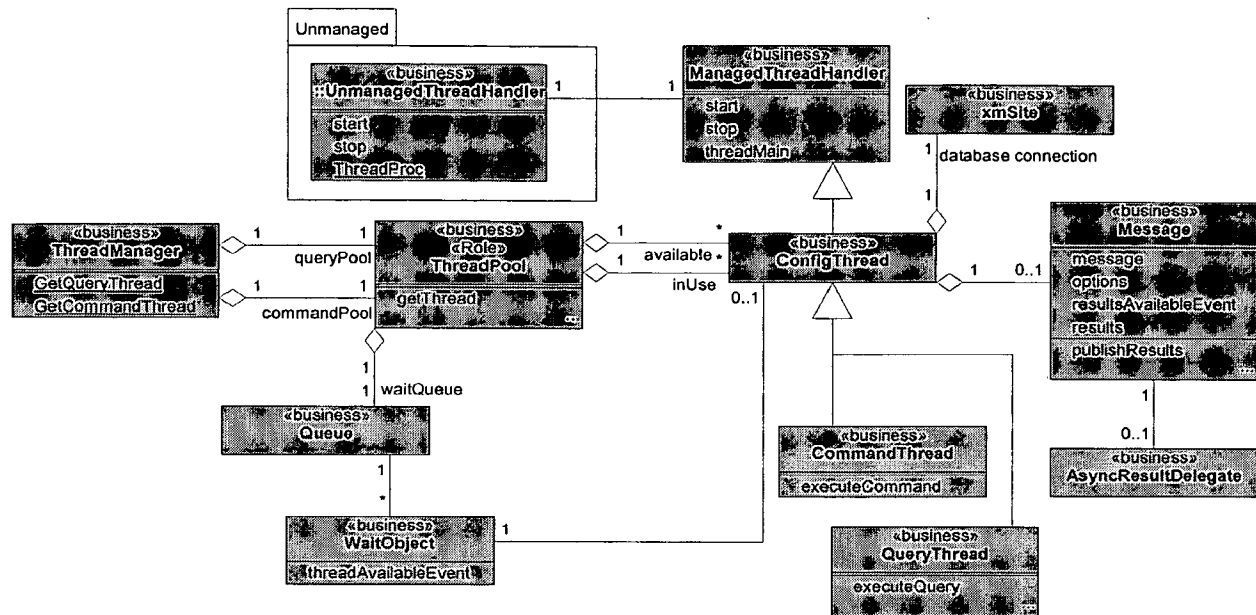 Unmanaged
«business»
::UnmanagedThreadHandler
start
stop
ThreadProc
1
1
«business»
ManagedThreadHandler
start
stop
threadMain
«business»
xmSite
1
database connection
1
«business»
ThreadManager
GetQueryThread
GetCommandThread
1
1
queryPool
1
1
commandPool
«business»
«Role»
ThreadPool
getThread
...
1
*
available
1
*
inUse
«business»
ConfigThread
0..1
1
0..1
«business»
Message
message
options
resultsAvailableEvent
results
publishResults
...
1
1
waitQueue
«business»
Queue
1
*
«business»
WaitObject
threadAvailableEvent
1
«business»
CommandThread
executeCommand
1
0..1
«business»
AsyncResultDelegate
«business»
QueryThread
executeQuery
...